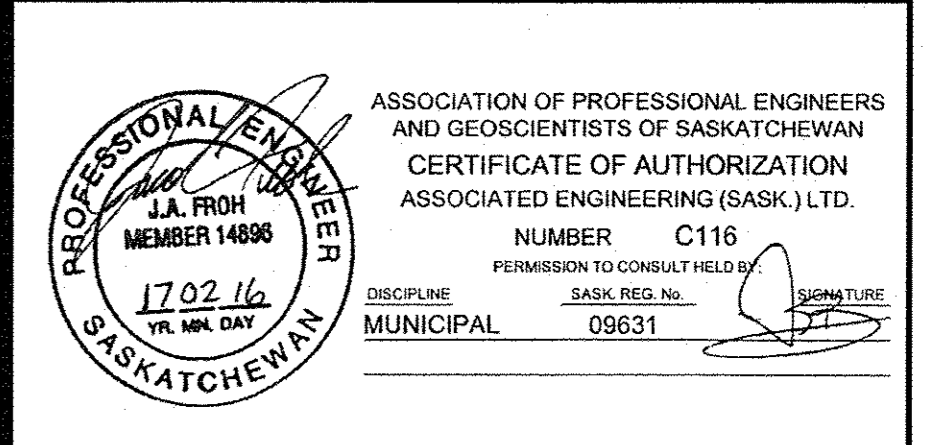 PROFESSIONAL ENGINEER
J.A. FROH
MEMBER 14896
17 02 16
YR. MN. DAY
SASKATCHEWAN
ASSOCIATION OF PROFESSIONAL ENGINEERS
AND GEOSCIENTISTS OF SASKATCHEWAN
CERTIFICATE OF AUTHORIZATION
ASSOCIATED ENGINEERING (SASK.) LTD.
NUMBER C116
PERMISSION TO CONSULT HELD BY:
DISCIPLINE SASK. REG. No. SIGNATURE
MUNICIPAL 09631